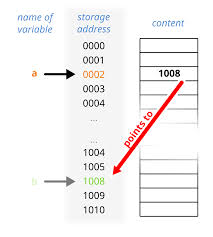 name of variable
storage address
content
0000
0001
a 0002 1008
0003
0004
...
...
points to
1004
1005
b 1008
1009
1010